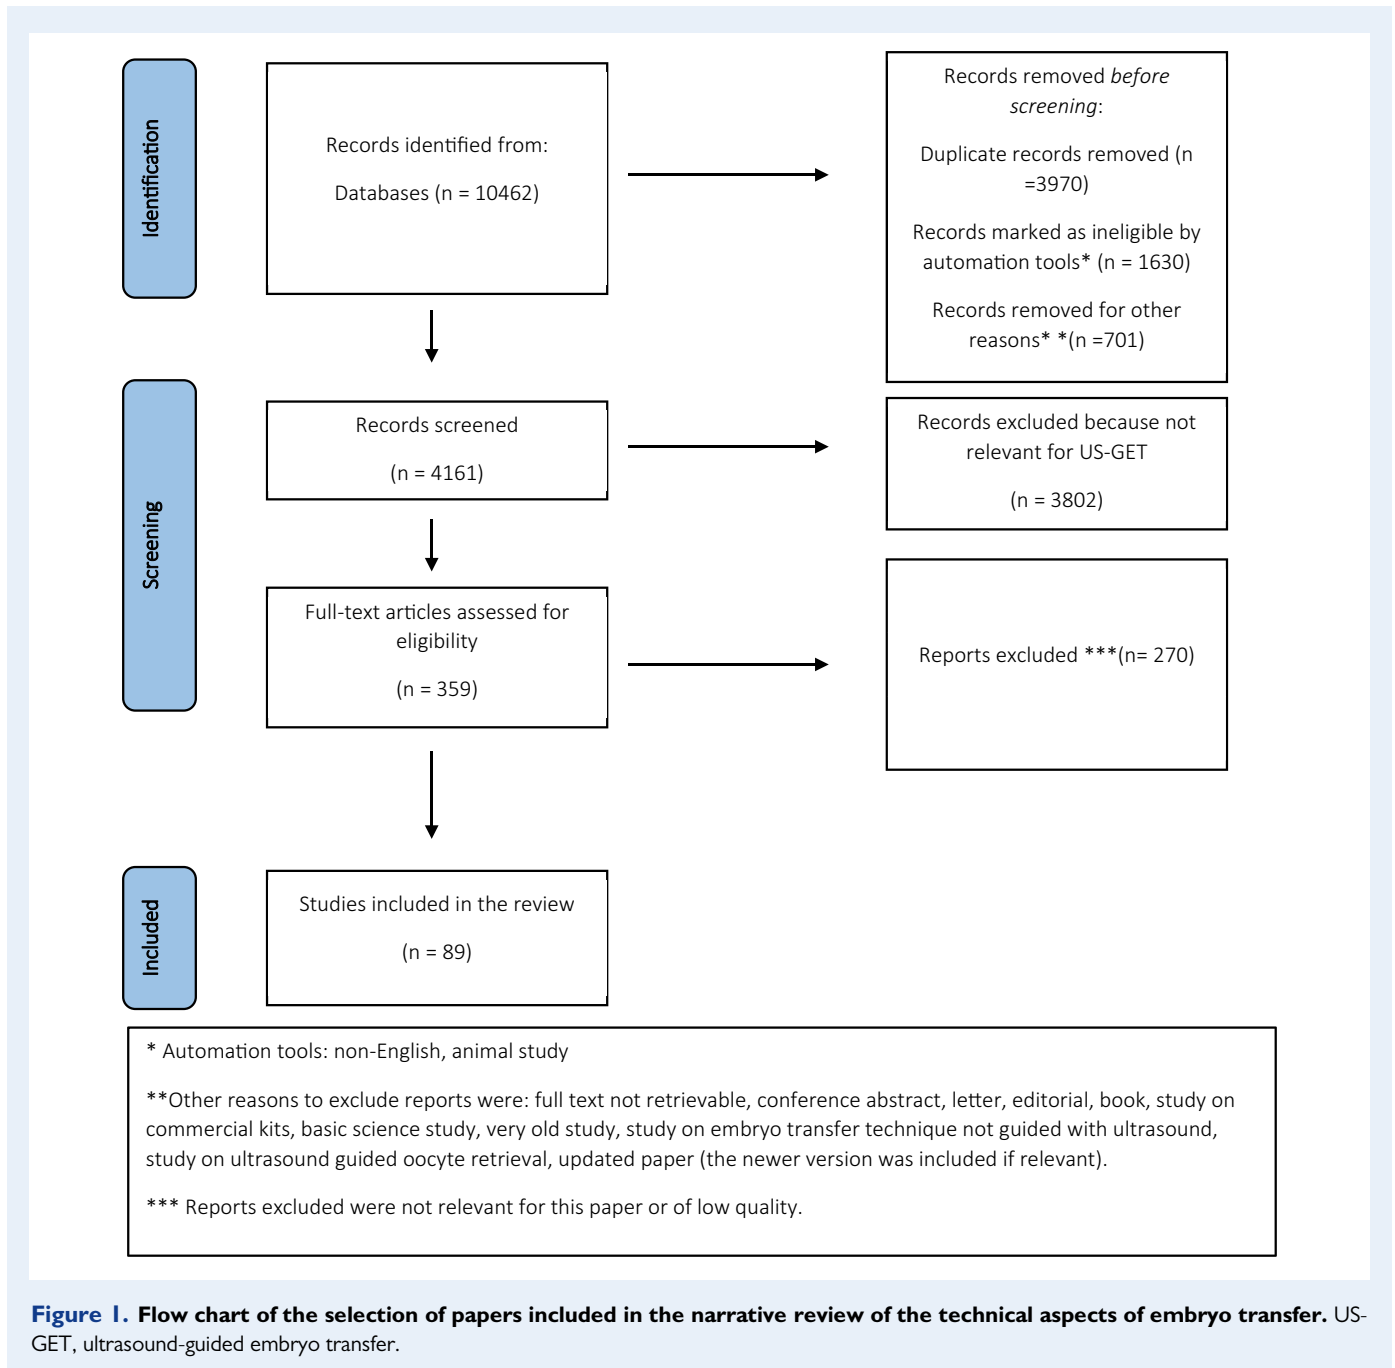 Identification
Records identified from:
Databases (n = 10462)
Records removed before
screening:
Duplicate records removed (n
=3970)
Records marked as ineligible by
automation tools* (n = 1630)
Records removed for other
reasons* *(n =701)
Screening
Records screened
(n = 4161)
Records excluded because not
relevant for US-GET
(n = 3802)
Full-text articles assessed for
eligibility
(n = 359)
Reports excluded ***(n= 270)
Included
Studies included in the review
(n = 89)
* Automation tools: non-English, animal study
**Other reasons to exclude reports were: full text not retrievable, conference abstract, letter, editorial, book, study on
commercial kits, basic science study, very old study, study on embryo transfer technique not guided with ultrasound,
study on ultrasound guided oocyte retrieval, updated paper (the newer version was included if relevant).
*** Reports excluded were not relevant for this paper or of low quality.
Figure 1. Flow chart of the selection of papers included in the narrative review of the technical aspects of embryo transfer. US-
GET, ultrasound-guided embryo transfer.